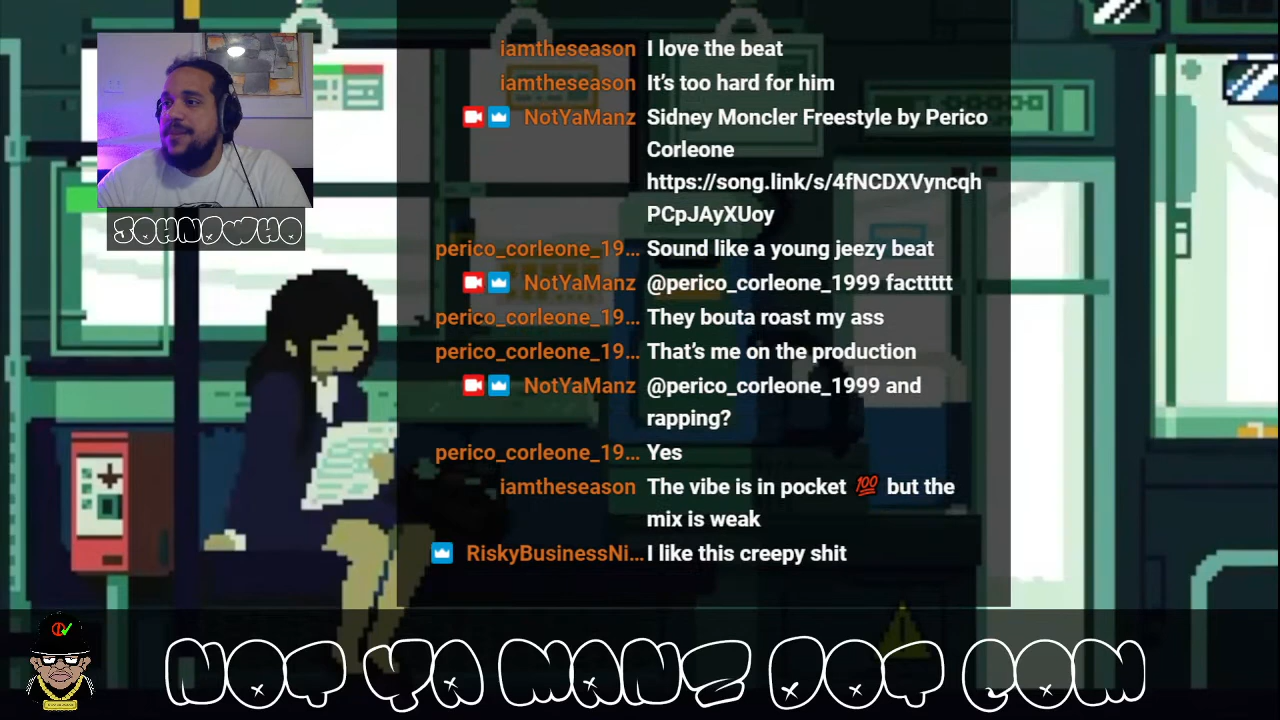 iamtheseason I love the beat
iamtheseason It’s too hard for him
NotYaManz Sidney Moncler Freestyle by Perico
Corleone
https://song.link/s/4fNCDXVyncqh
PCpJAyXUoy
perico_corleone_19... Sound like a young jeezy beat
NotYaManz @perico_corleone_1999 facttttt
perico_corleone_19... They bouta roast my ass
perico_corleone_19... That’s me on the production
NotYaManz @perico_corleone_1999 and
rapping?
perico_corleone_19... Yes
iamtheseason The vibe is in pocket 💯 but the
mix is weak
RiskyBusinessNi... I like this creepy shit
JOHNDWHO
NOT YA MANZ DOT COM